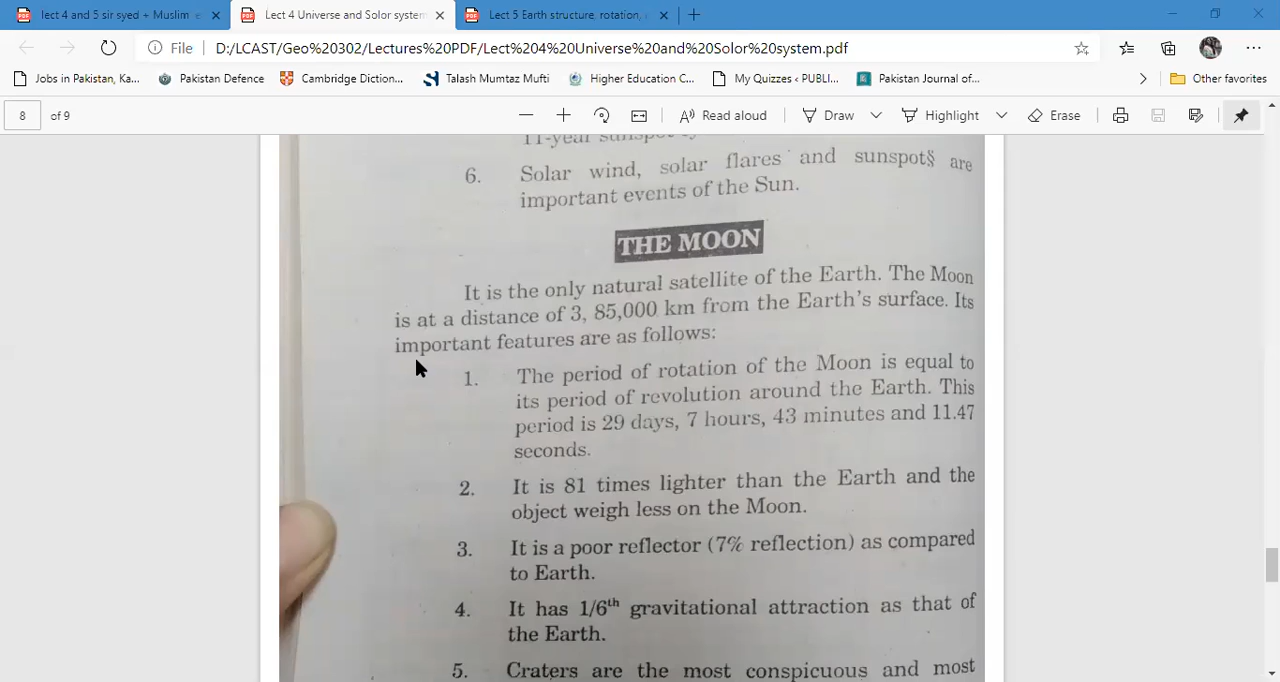 lect 4 and 5 sir syed + Muslim
Lect 4 Universe and Solor system
Lect 5 Earth structure, rotation,
File
D:/LCAST/Geo%20302/Lectures%20PDF/Lect%204%20Universe%20and%20Solor%20system.pdf
Jobs in Pakistan, Ka...
Pakistan Defence
Cambridge Diction...
Talash Mumtaz Mufti
Higher Education C...
My Quizzes ‹ PUBLI...
Pakistan Journal of...
Other favorites
8 of 9
Read aloud
Draw
Highlight
Erase
11-year
6. Solar wind, solar flares and sunspot§ are
important events of the Sun.
THE MOON
It is the only natural satellite of the Earth. The Moon
is at a distance of 3, 85,000 km from the Earth's surface. Its
important features are as follows:
1. The period of rotation of the Moon is equal to
its period of revolution around the Earth. This
period is 29 days, 7 hours, 43 minutes and 11.47
seconds.
2. It is 81 times lighter than the Earth and the
object weigh less on the Moon.
3. It is a poor reflector (7% reflection) as compared
to Earth.
4. It has 1/6th gravitational attraction as that of
the Earth.
5. Craters are the most conspicuous and most